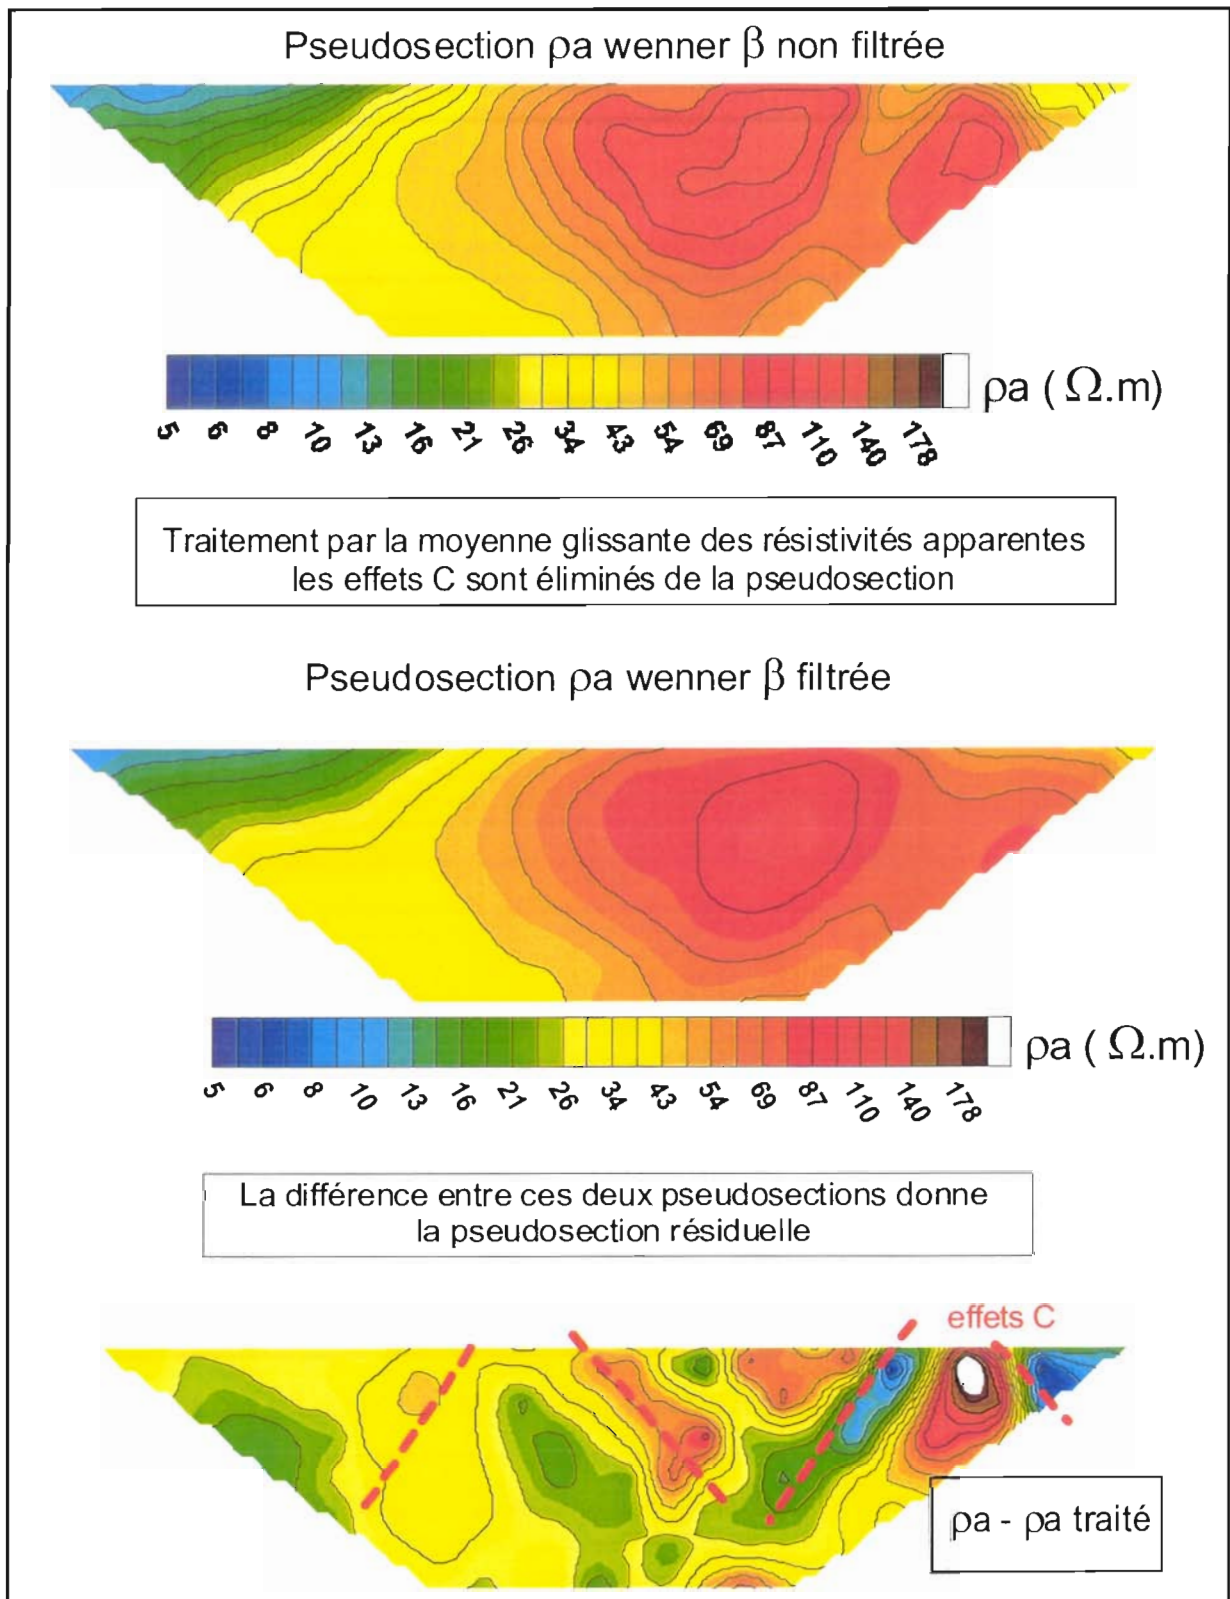 Pseudosection ρa wenner β non filtrée
5 6 8 10 13 16 21 26 34 43 54 69 87 110 140 178
ρa ( Ω.m)
Traitement par la moyenne glissante des résistivités apparentes
les effets C sont éliminés de la pseudosection
Pseudosection ρa wenner β filtrée
5 6 8 10 13 16 21 26 34 43 54 69 87 110 140 178
ρa ( Ω.m)
La différence entre ces deux pseudosections donne
la pseudosection résiduelle
effets C
ρa - ρa traité